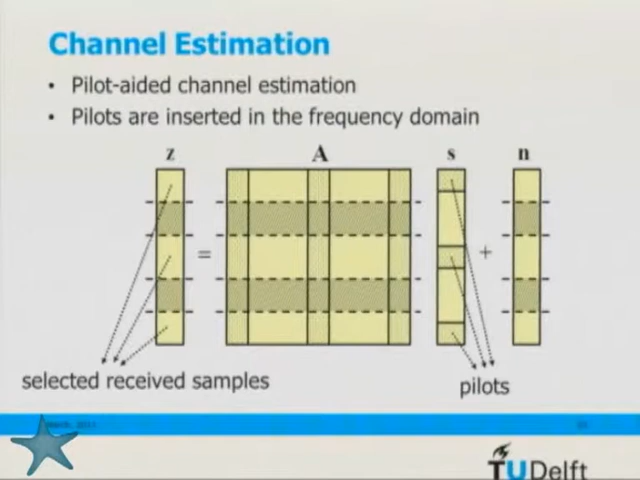 Channel Estimation
• Pilot-aided channel estimation
• Pilots are inserted in the frequency domain
z A s n
= +
selected received samples
pilots
TUDelft